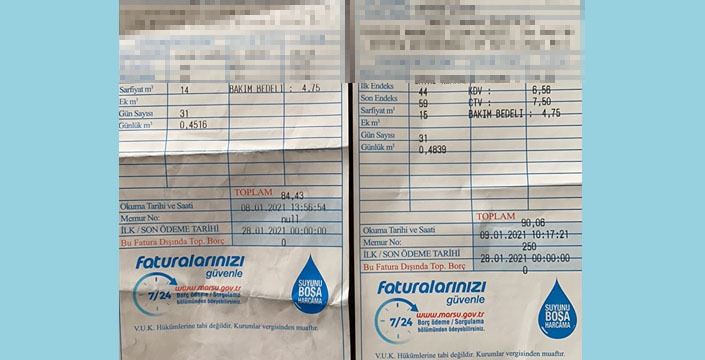 Sarfiyat m³ 14 BAKIM BEDELİ : 4,75
Ek m³
Gün Sayısı 31
Günlük m³ 0,4516
TOPLAM 84,43
Okuma Tarihi ve Saati 08.01.2021 13:56:54
Memur No: null
İLK / SON ÖDEME TARİHİ 28.01.2021 00:00:00
Bu Fatura Dışında Top. Borç 0
Faturalarınızı
güvenle
7/24
www.marsu.gov.tr
Borç ödeme / Sorgulama
bölümünden ödeyebilirsiniz.
SUYUNU
BOŞA
HARCAMA
V.U.K. Hükümlerine tabi değildir. Kurumlar vergisinden muaftır.
İlk Endeks 44 KDV : 6,56
Son Endeks 59 ÇTV : 7,50
Sarfiyat m³ 15 BAKIM BEDELİ : 4,75
Ek m³
Gün Sayısı 31
Günlük m³ 0,4839
TOPLAM 90,06
Okuma Tarihi ve Saati 09.01.2021 10:17:21
Memur No: 250
İLK / SON ÖDEME TARİHİ 28.01.2021 00:00:00
Bu Fatura Dışında Top. Borç 0
Faturalarınızı
güvenle
7/24
www.marsu.gov.tr
Borç ödeme / Sorgulama
bölümünden ödeyebilirsiniz.
SUYUNU
BOŞA
HARCAMA
V.U.K. Hükümlerine tabi değildir. Kurumlar vergisinden muaftır.